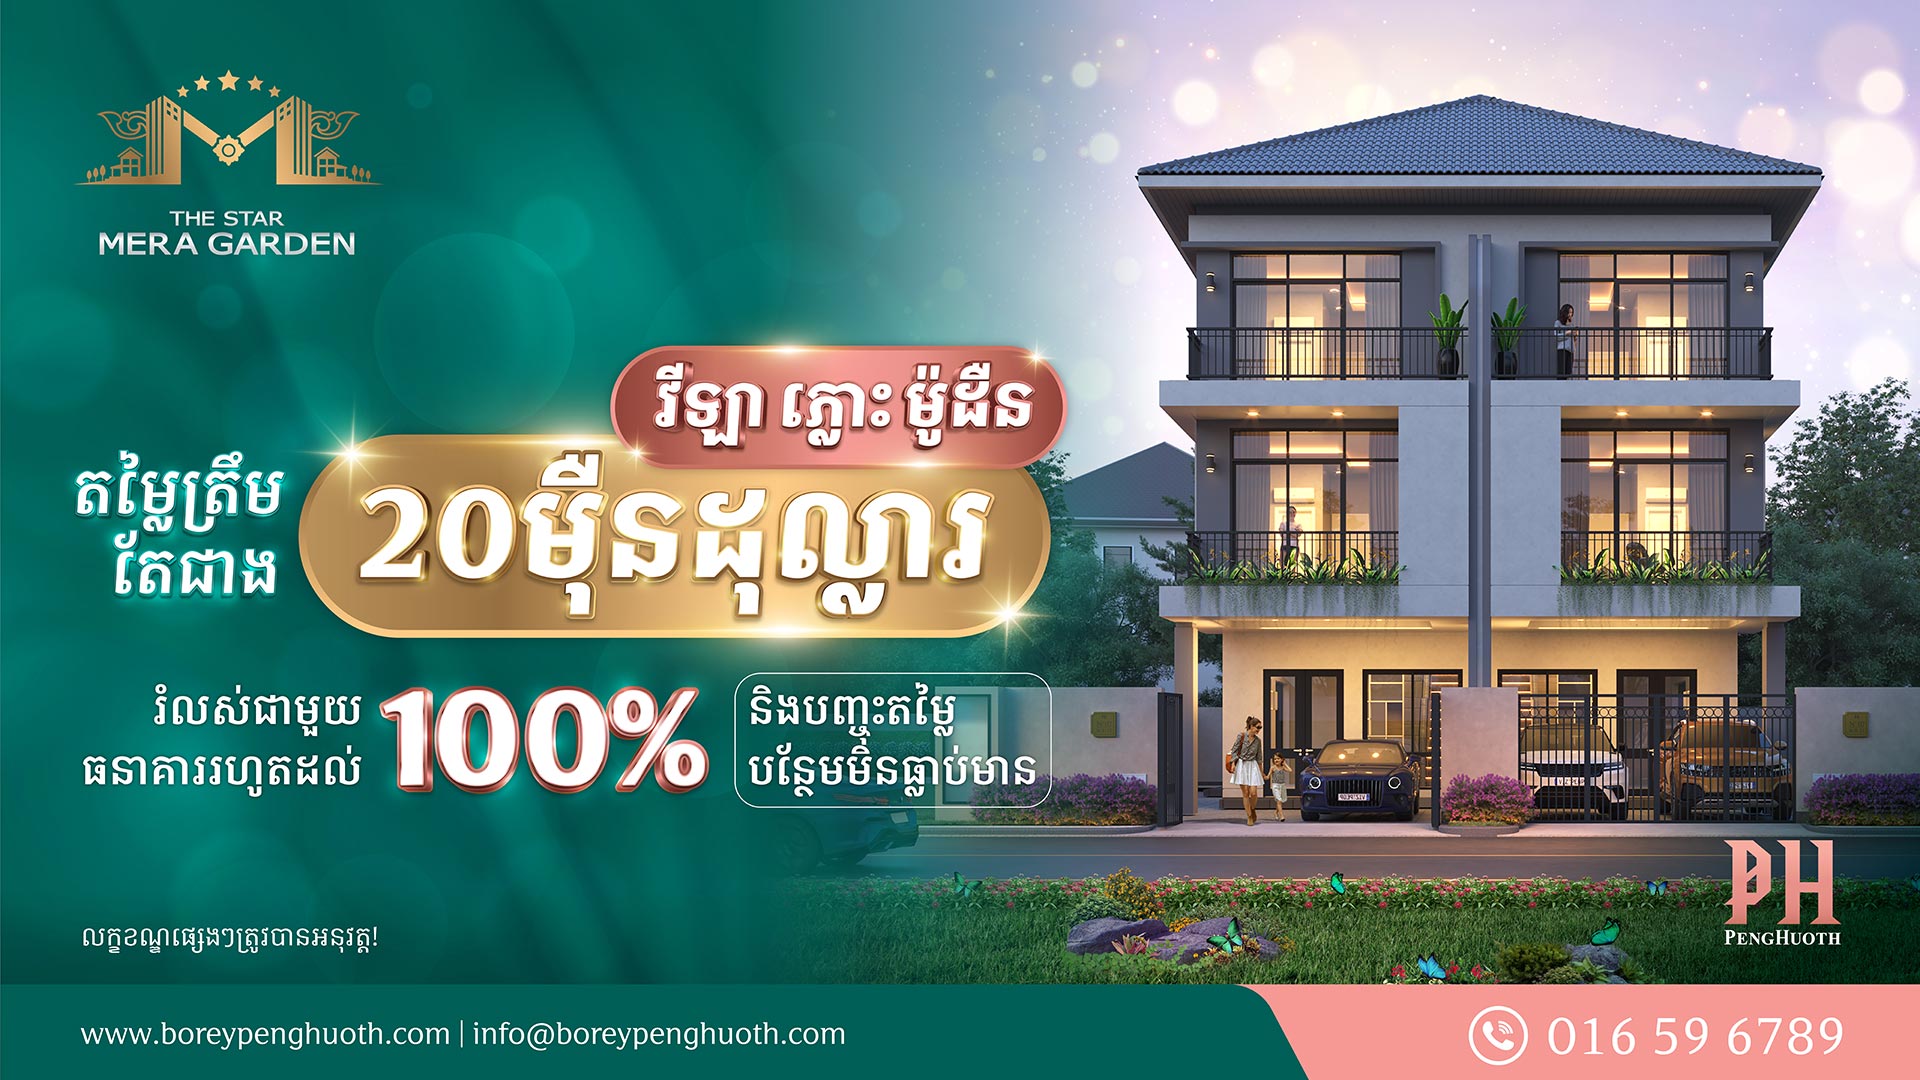 THE STAR
MERA GARDEN
វីឡា ភ្លោះ ម៉ូដឺន
តម្លៃត្រឹម
តែជាង
20ម៉ឺនដុល្លារ
រំលស់ជាមួយ
ធនាគាររហូតដល់
100%
និងបញ្ចុះតម្លៃ
បន្ថែមមិនធ្លាប់មាន
លក្ខខណ្ឌផ្សេងៗត្រូវបានអនុវត្ត!
PH
PENGHUOTH
www.boreypenghuoth.com | info@boreypenghuoth.com
016 59 6789